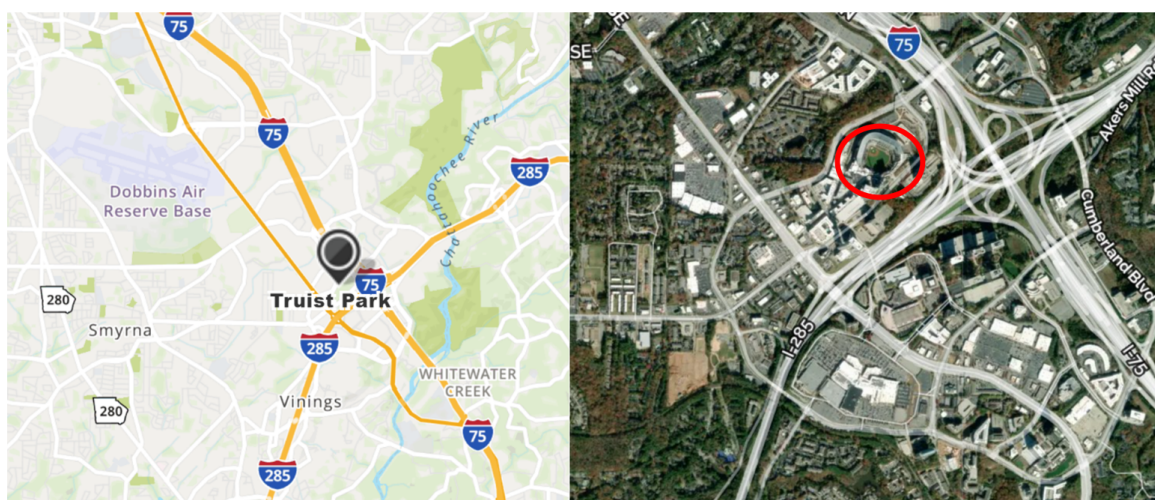 75
75
285
Chattahoochee River
Dobbins Air
Reserve Base
75
Truist Park
280
Smyrna
285
WHITEWATER
CREEK
Vinings
280
75
285
SE
75
Akers Mill R
Cumberland Blvd
I-285
I-75